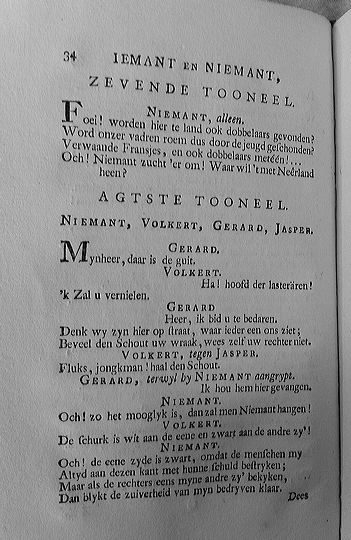 34 IEMANT EN NIEMANT,
ZEVENDE TOONEEL.
NIEMANT, alleen.
Foei! worden hier te land ook dobbelaars gevonden?
Word onzer vadren roem dus door de jeugd geschonden?
Verwaande Fransjes, en ook dobbelaars meteen!...
Och! Niemant zucht 'er om! Waar wil 't met Nedrland
heen?
AGTSTE TOONEEL.
NIEMANT, VOLKERT, GERARD, JASPER.
GERARD.
Mynheer, daar is de guit.
VOLKERT.
Ha! hoofd der lasteraren!
'k Zal u vernielen.
GERARD
Heer, ik bid u te bedaren.
Denk wy zyn hier op straat, waar ieder een ons ziet;
Beveel den Schout uw wraak, wees zelf uw rechter niet.
VOLKERT, tegen JASPER.
Fluks, jongkman! haal den Schout.
GERARD, terwyl hy NIEMANT aangrypt.
Ik hou hem hier gevangen.
NIEMANT.
Och! zo het mooglyk is, dan zal men Niemant hangen!
VOLKERT.
De schurk is wit aan de eene en zwart aan de andre zy'!
NIEMANT.
Och! de eene zyde is zwart, omdat de menschen my
Altyd aan dezen kant met hunne schuld bestryken;
Maar als de rechters eens myne andre zy' bekyken,
Dan blykt de zuiverheid van myn bedryven klaar.
Dees